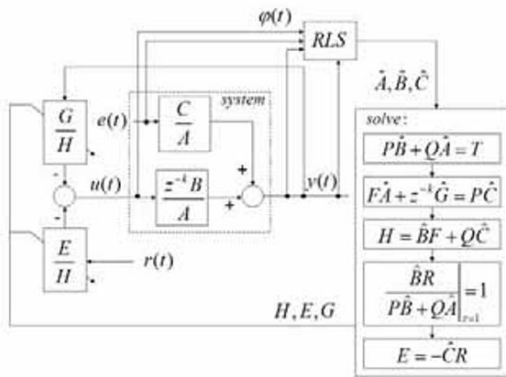 φ(t)
RLS
Â, B̂, Ĉ
system
G/H
e(t)
C/A
solve:
PB̂ + QÂ = T
-
u(t)
z^{-k}B/A
+
+
y(t)
FÂ + z^{-k}Ĝ = PĈ
-
H = B̂F + QĈ
E/H
r(t)
B̂R/(PB̂ + QÂ)|_{z=1} = 1
H, E, G
E = -ĈR